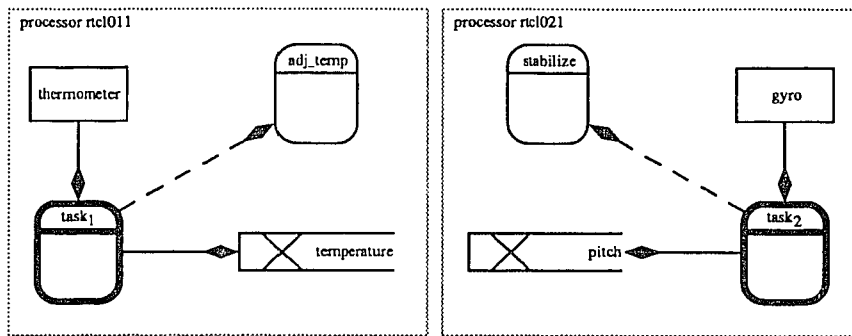 processor rtcl011
adj_temp
thermometer
task1
temperature
processor rtcl021
stabilize
gyro
task2
pitch